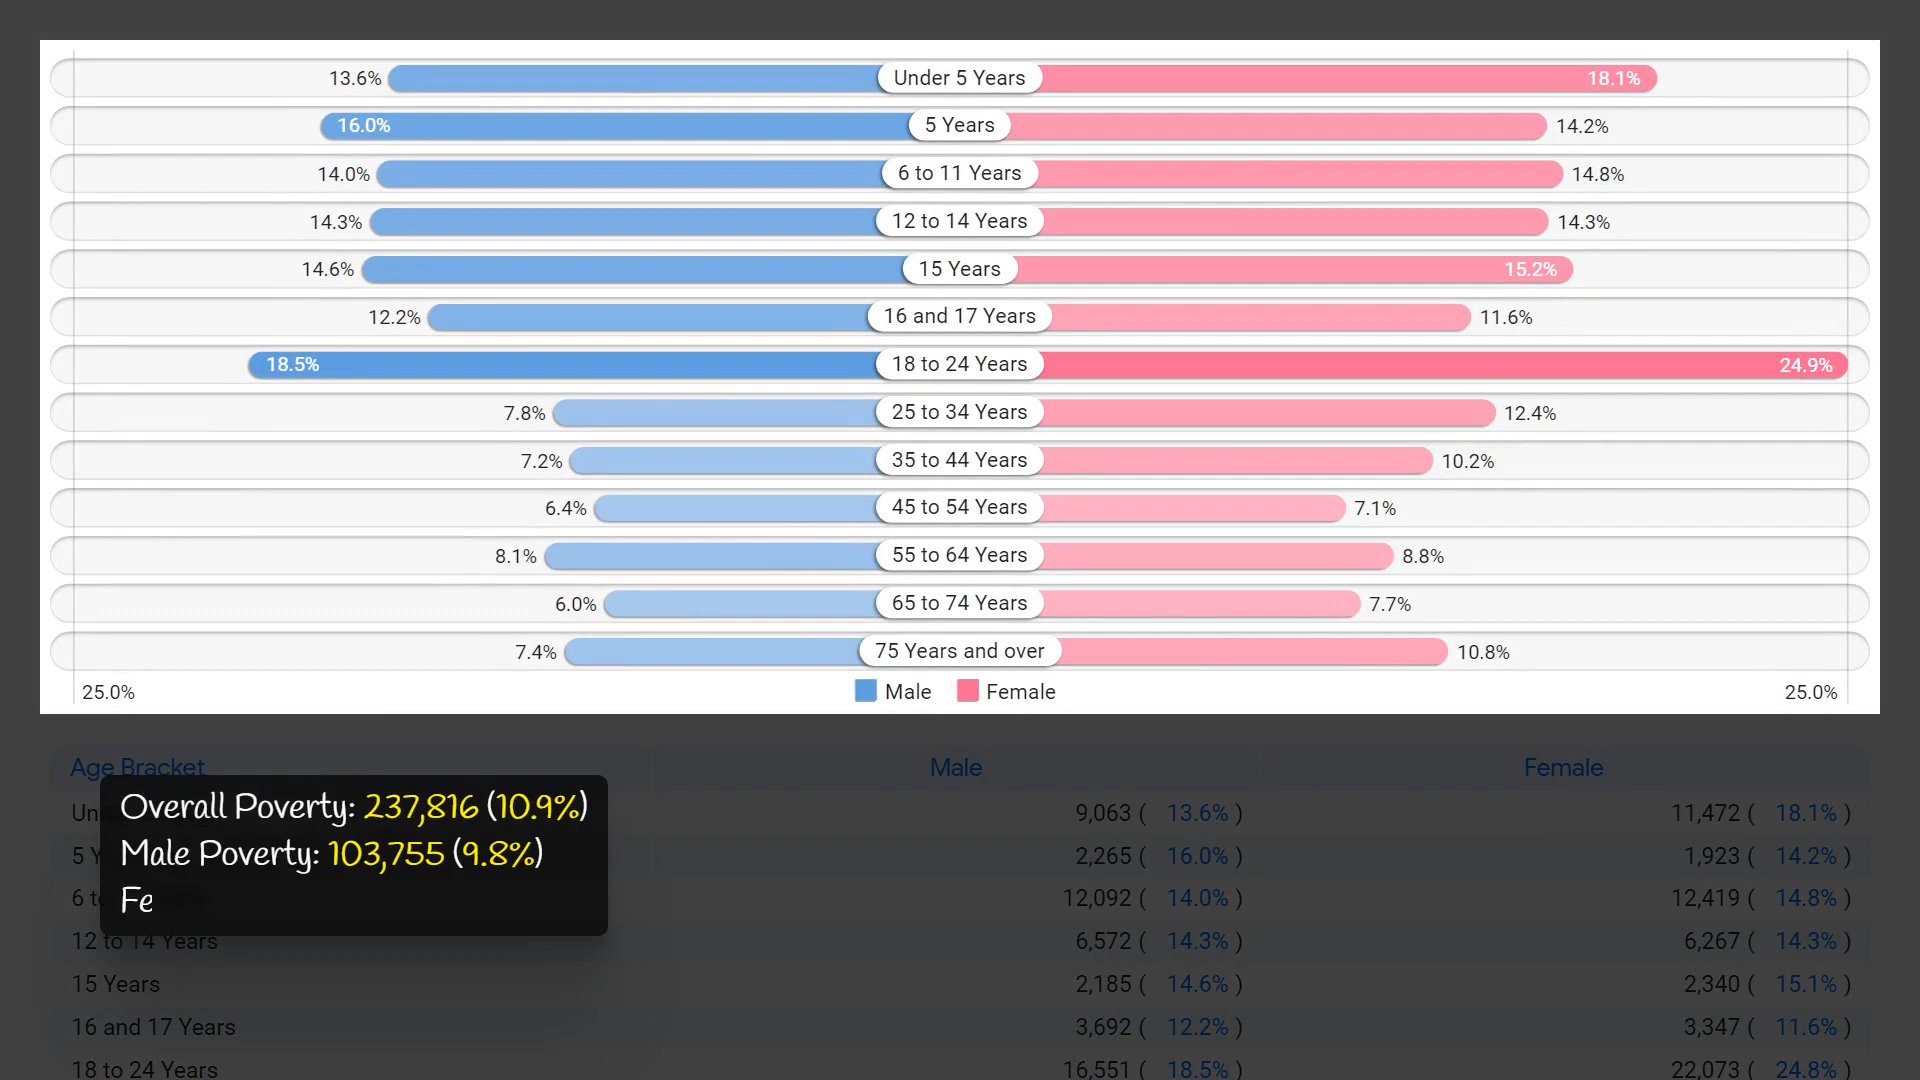 13.6% Under 5 Years 18.1%
16.0% 5 Years 14.2%
14.0% 6 to 11 Years 14.8%
14.3% 12 to 14 Years 14.3%
14.6% 15 Years 15.2%
12.2% 16 and 17 Years 11.6%
18.5% 18 to 24 Years 24.9%
7.8% 25 to 34 Years 12.4%
7.2% 35 to 44 Years 10.2%
6.4% 45 to 54 Years 7.1%
8.1% 55 to 64 Years 8.8%
6.0% 65 to 74 Years 7.7%
7.4% 75 Years and over 10.8%
25.0% Male Female 25.0%
Age Bracket Male Female
Overall Poverty: 237,816 (10.9%)
Male Poverty: 103,755 (9.8%)
Fe
9,063 ( 13.6% ) 11,472 ( 18.1% )
2,265 ( 16.0% ) 1,923 ( 14.2% )
12,092 ( 14.0% ) 12,419 ( 14.8% )
12 to 14 Years 6,572 ( 14.3% ) 6,267 ( 14.3% )
15 Years 2,185 ( 14.6% ) 2,340 ( 15.1% )
16 and 17 Years 3,692 ( 12.2% ) 3,347 ( 11.6% )
18 to 24 Years 16,551 ( 18.5% ) 22,073 ( 24.8% )